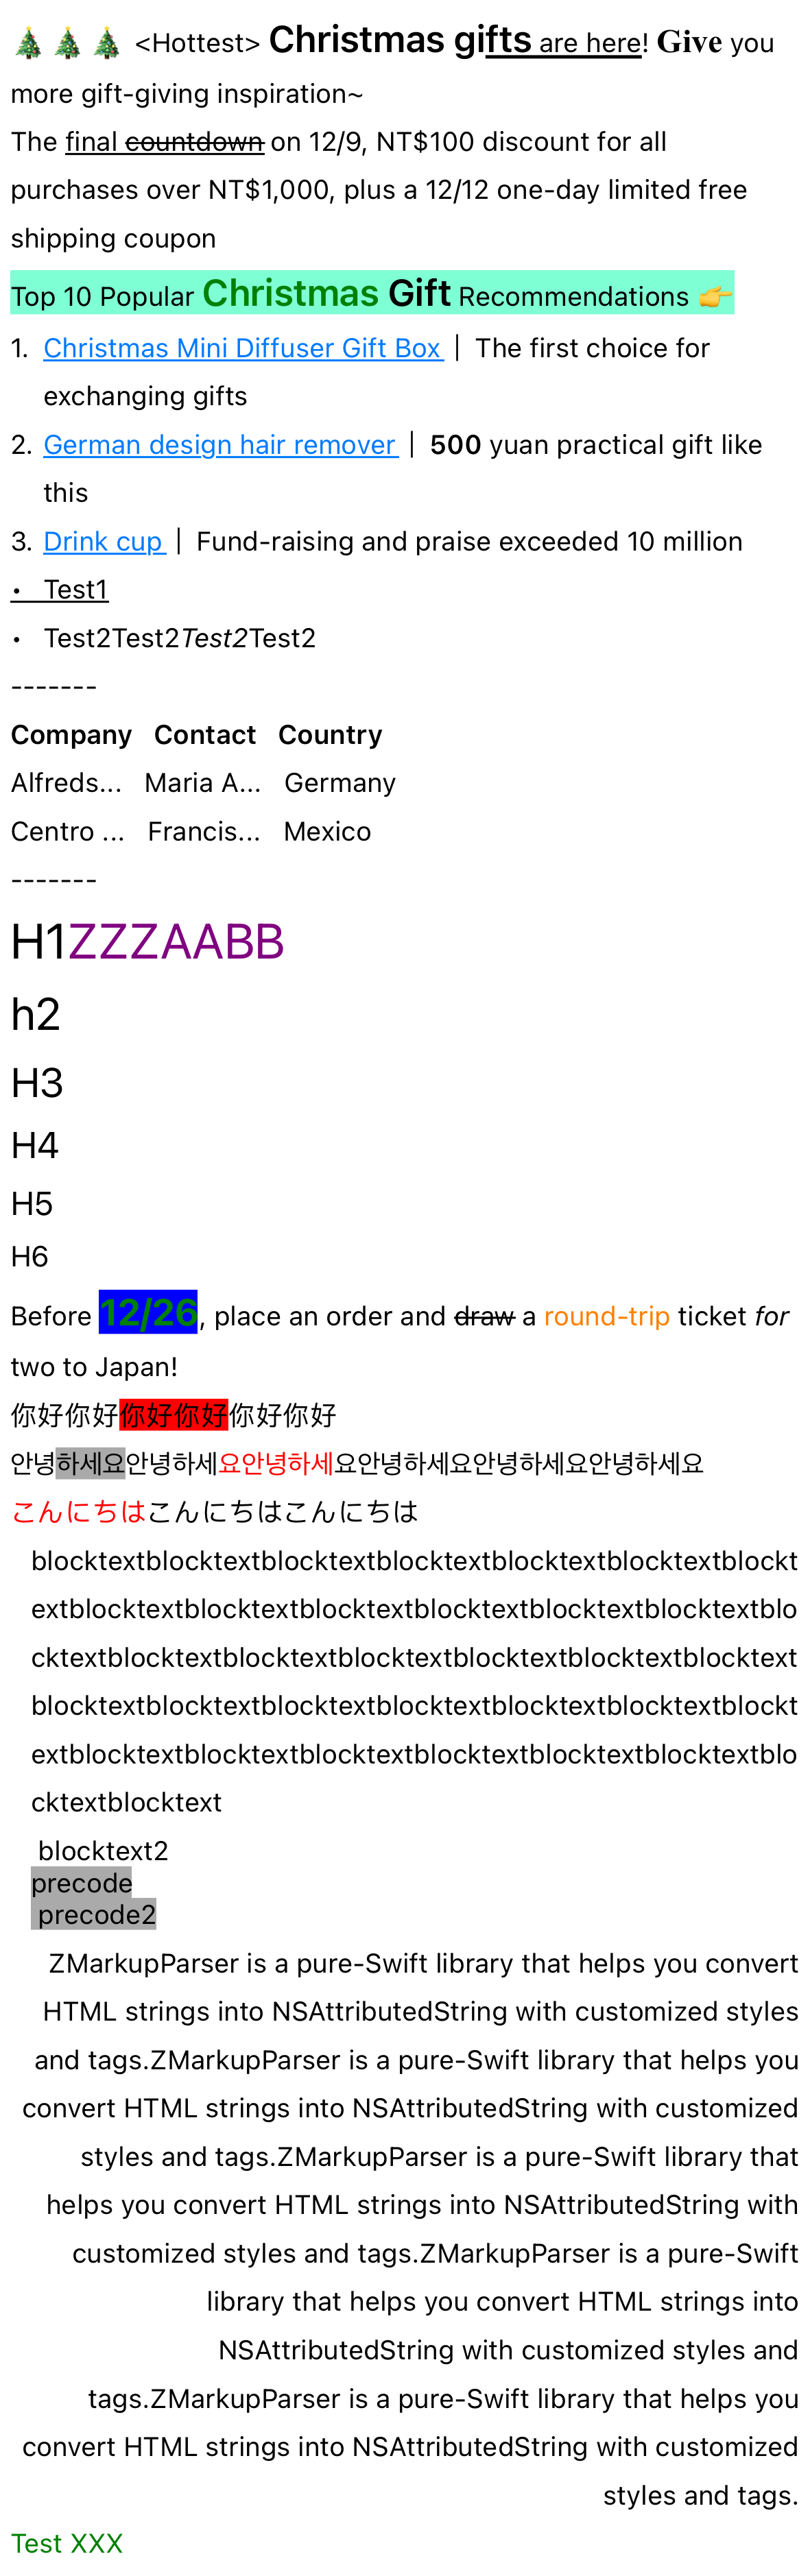 🎄🎄🎄 <Hottest> Christmas gifts are here! Give you
more gift-giving inspiration~
The final countdown on 12/9, NT$100 discount for all
purchases over NT$1,000, plus a 12/12 one-day limited free
shipping coupon
Top 10 Popular Christmas Gift Recommendations 👉
1. Christmas Mini Diffuser Gift Box | The first choice for
exchanging gifts
2. German design hair remover | 500 yuan practical gift like
this
3. Drink cup | Fund-raising and praise exceeded 10 million
• Test1
• Test2Test2Test2Test2
-------
Company Contact Country
Alfreds... Maria A... Germany
Centro ... Francis... Mexico
-------
H1ZZZAABB
h2
H3
H4
H5
H6
Before 12/26, place an order and draw a round-trip ticket for
two to Japan!
你好你好你好你好你好你好
안녕하세요안녕하세요안녕하세요안녕하세요안녕하세요안녕하세요
こんにちはこんにちはこんにちは
blocktextblocktextblocktextblocktextblocktextblocktextblockt
extblocktextblocktextblocktextblocktextblocktextblocktextblo
cktextblocktextblocktextblocktextblocktextblocktextblocktext
blocktextblocktextblocktextblocktextblocktextblocktextblockt
extblocktextblocktextblocktextblocktextblocktextblocktextblo
cktextblocktext
blocktext2
precode
precode2
ZMarkupParser is a pure-Swift library that helps you convert
HTML strings into NSAttributedString with customized styles
and tags.ZMarkupParser is a pure-Swift library that helps you
convert HTML strings into NSAttributedString with customized
styles and tags.ZMarkupParser is a pure-Swift library that
helps you convert HTML strings into NSAttributedString with
customized styles and tags.ZMarkupParser is a pure-Swift
library that helps you convert HTML strings into
NSAttributedString with customized styles and
tags.ZMarkupParser is a pure-Swift library that helps you
convert HTML strings into NSAttributedString with customized
styles and tags.
Test XXX